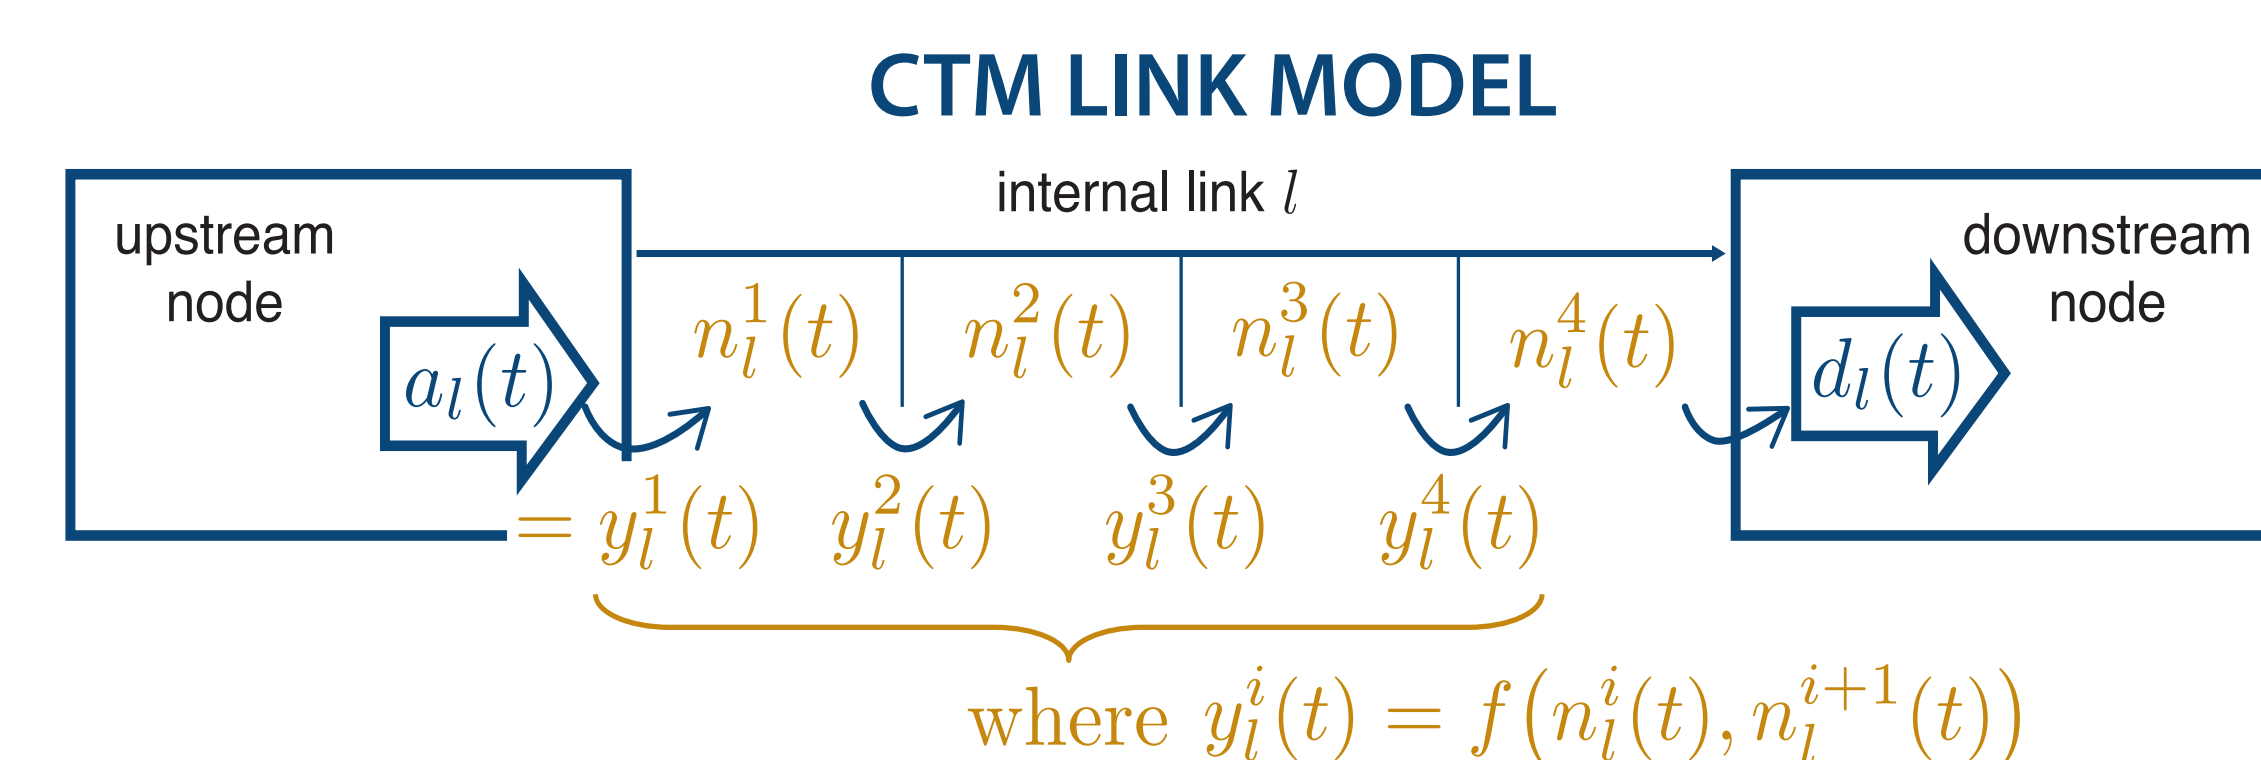 CTM LINK MODEL
internal link l
upstream
node
downstream
node
n_l^1(t) n_l^2(t) n_l^3(t) n_l^4(t)
a_l(t)
d_l(t)
= y_l^1(t) y_l^2(t) y_l^3(t) y_l^4(t)
where y_l^i(t) = f(n_l^i(t), n_l^{i+1}(t))